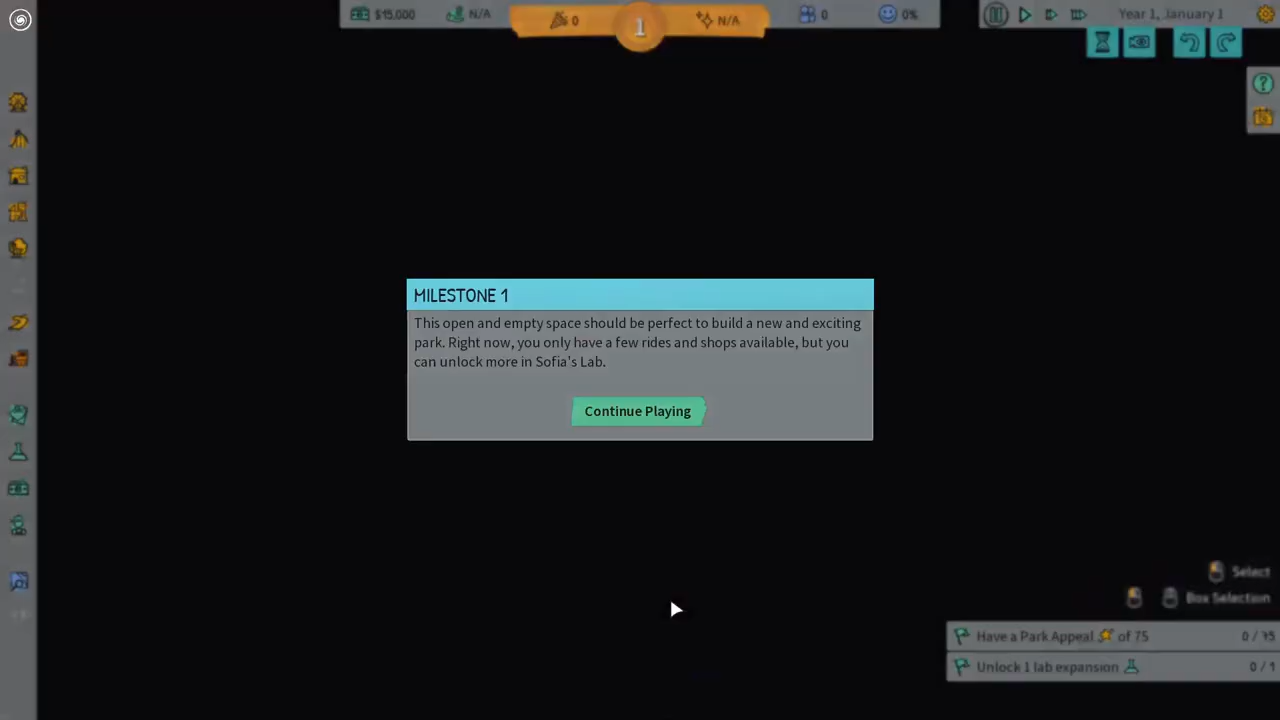 $15,000
N/A
0
1
N/A
0
0%
Year 1, January 1
MILESTONE 1
This open and empty space should be perfect to build a new and exciting
park. Right now, you only have a few rides and shops available, but you
can unlock more in Sofia's Lab.
Continue Playing
Select
Box Selection
Have a Park Appeal of 75 0 / 75
Unlock 1 lab expansion 0 / 1